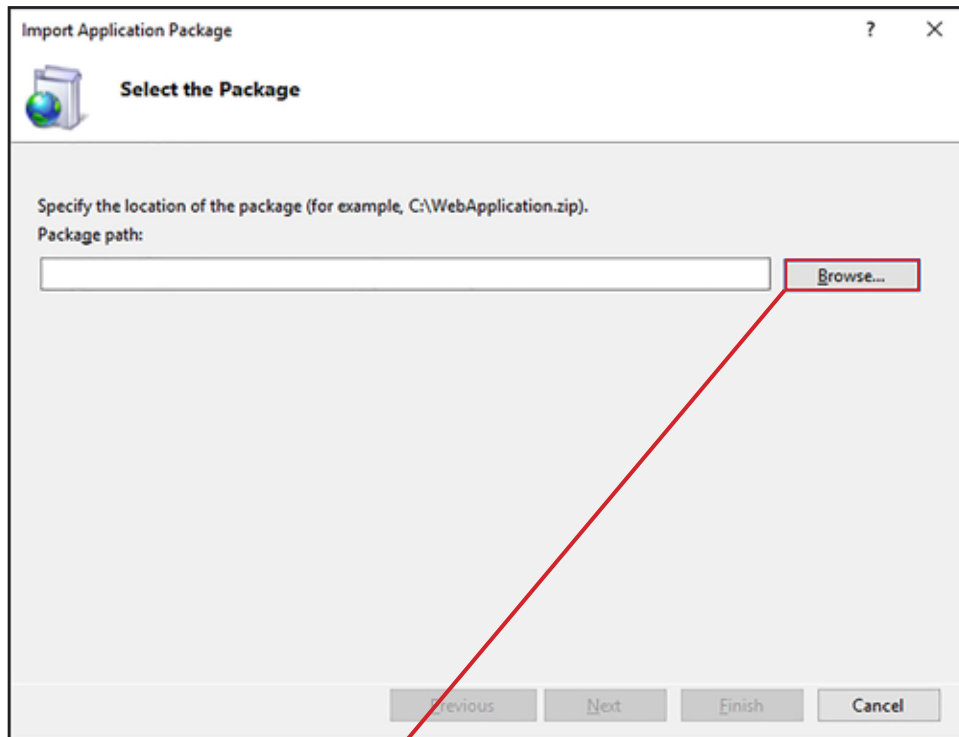 Import Application Package ?
Select the Package
Specify the location of the package (for example, C:\WebApplication.zip).
Package path:
Browse...
Previous Next Finish Cancel